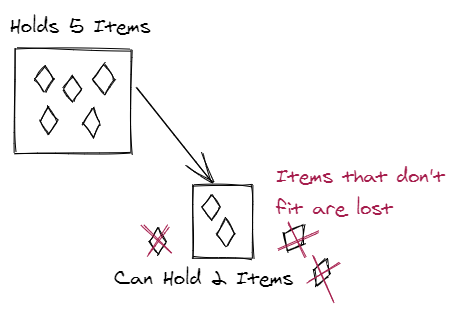 Holds 5 Items
Items that don't
fit are lost
Can Hold 2 Items